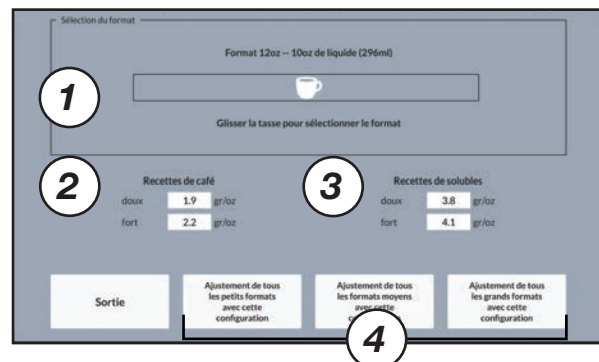 Sélection du format
Format 12oz -- 10oz de liquide (296ml)
1
Glisser la tasse pour sélectionner le format
2
Recettes de café
doux 1.9 gr/oz
fort 2.2 gr/oz
3
Recettes de solubles
doux 3.8 gr/oz
fort 4.1 gr/oz
Sortie
Ajustement de tous
les petits formats
avec cette
configuration
Ajustement de tous
les formats moyens
avec cette
Ajustement de tous
les grands formats
avec cette
configuration
4